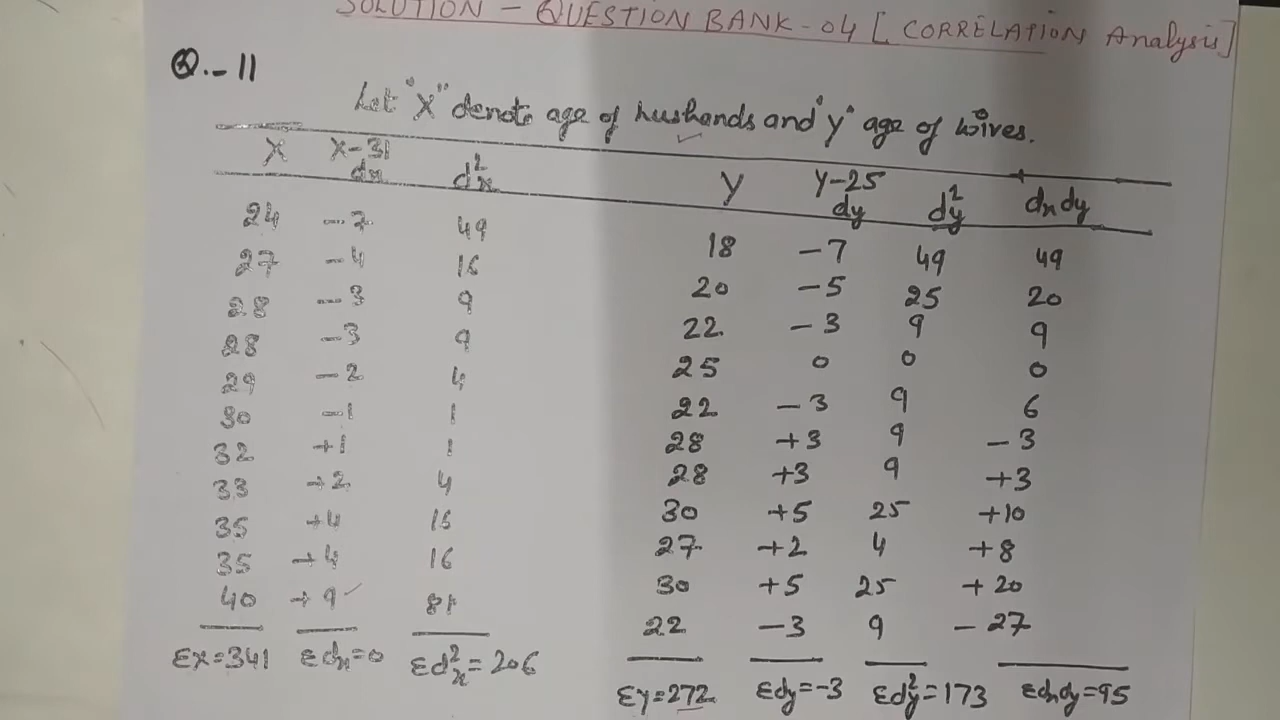 SOLUTION - QUESTION BANK-04 [ CORRELATION Analysis]
Q.-11
Let "X" denote age of husbands and "y" age of wives.
X X-31 dx d²x Y Y-25 dy d²y dxdy
24 -7 49 18 -7 49 49
27 -4 16 20 -5 25 20
28 -3 9 22 -3 9 9
28 -3 9 25 0 0 0
29 -2 4 22 -3 9 6
30 -1 1 28 +3 9 -3
32 +1 1 28 +3 9 +3
33 +2 4 30 +5 25 +10
35 +4 16 27 +2 4 +8
35 +4 16 30 +5 25 +20
40 +9 81 22 -3 9 -27
Σx=341 Σdx=0 Σd²x=206 Σy=272 Σdy=-3 Σd²y=173 Σdxdy=95